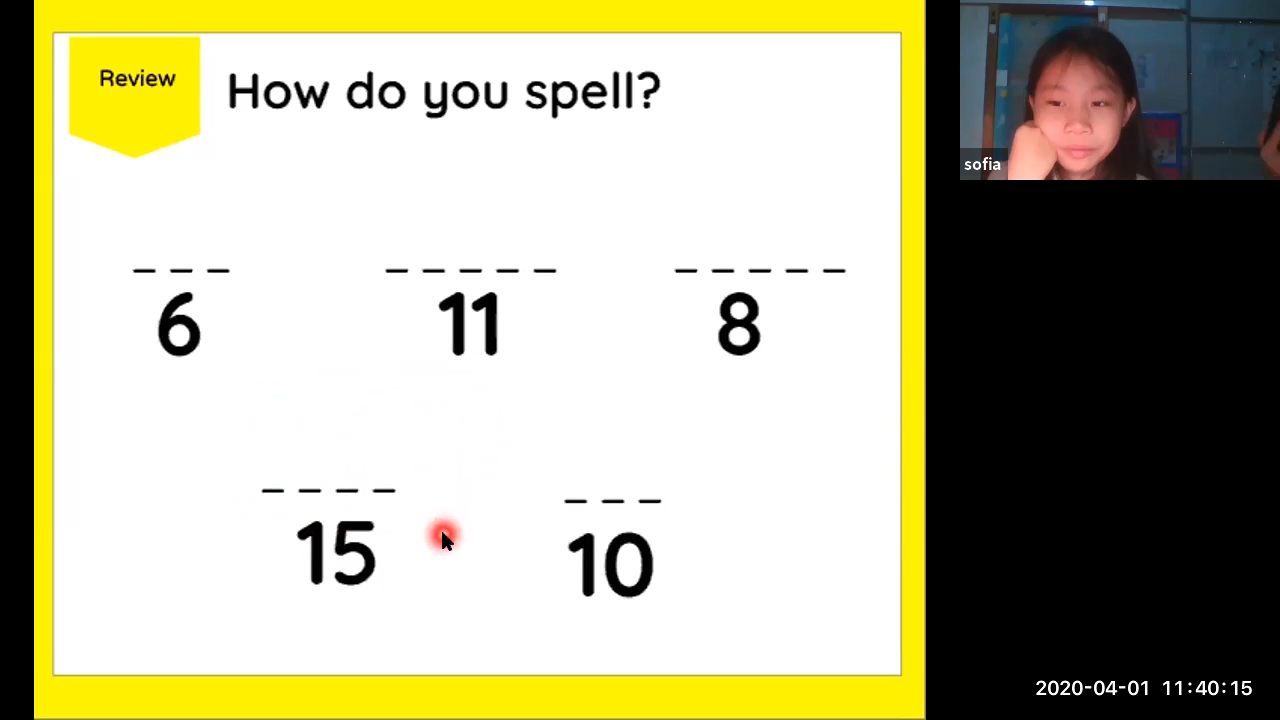 Review
How do you spell?
_ _ _ _ _ _ _ _ _ _ _ _ _
6 11 8
_ _ _ _ _ _ _
15 10
sofia
2020-04-01 11:40:15